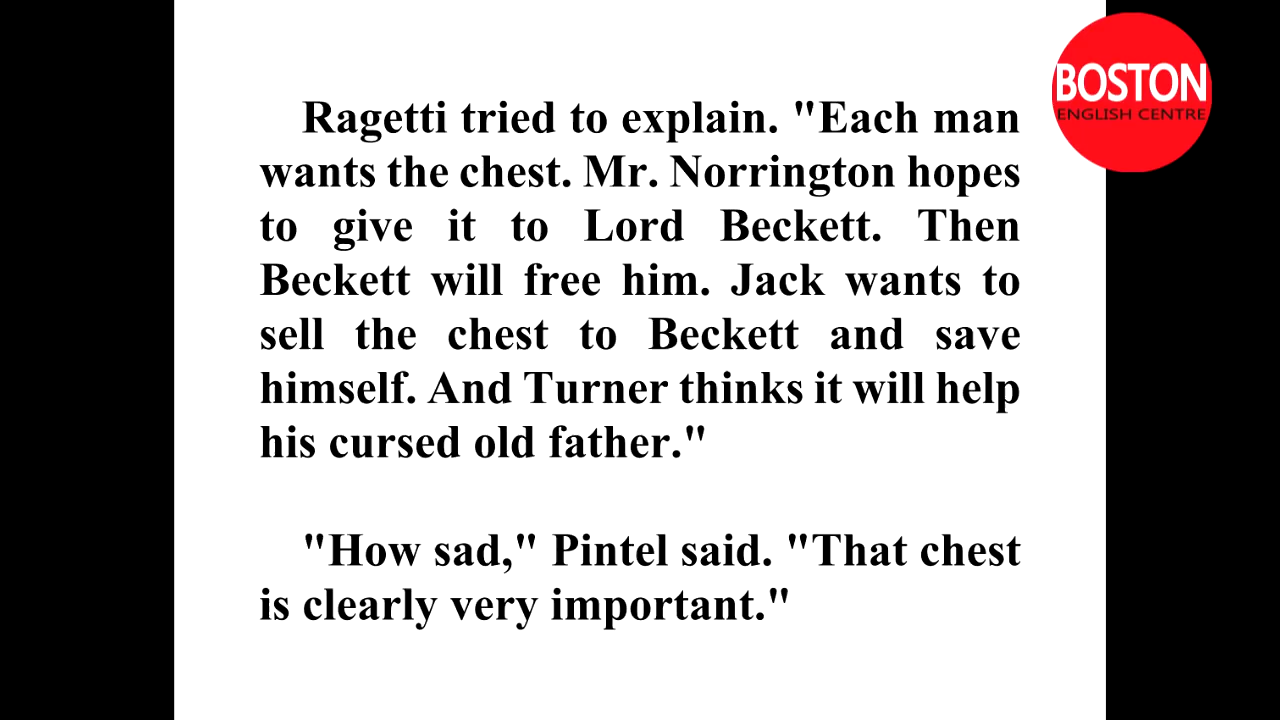 BOSTON
ENGLISH CENTRE
Ragetti tried to explain. "Each man
wants the chest. Mr. Norrington hopes
to give it to Lord Beckett. Then
Beckett will free him. Jack wants to
sell the chest to Beckett and save
himself. And Turner thinks it will help
his cursed old father."
"How sad," Pintel said. "That chest
is clearly very important."